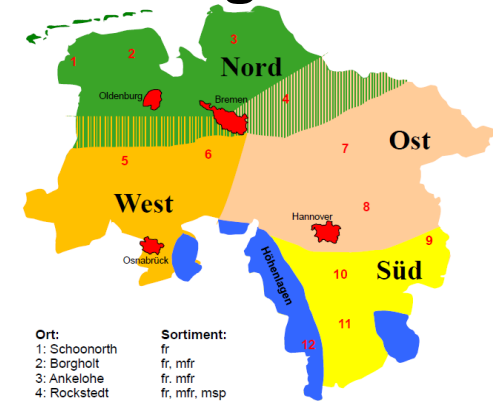 3
2
1
Nord
Oldenburg
Bremen
4
Ost
7
5
6
West
8
Hannover
9
Osnabrück
Höhenlagen
10
Süd
11
12
Ort: Sortiment:
1: Schoonorth fr
2: Borgholt fr, mfr
3: Ankelohe fr. mfr
4: Rockstedt fr, mfr, msp